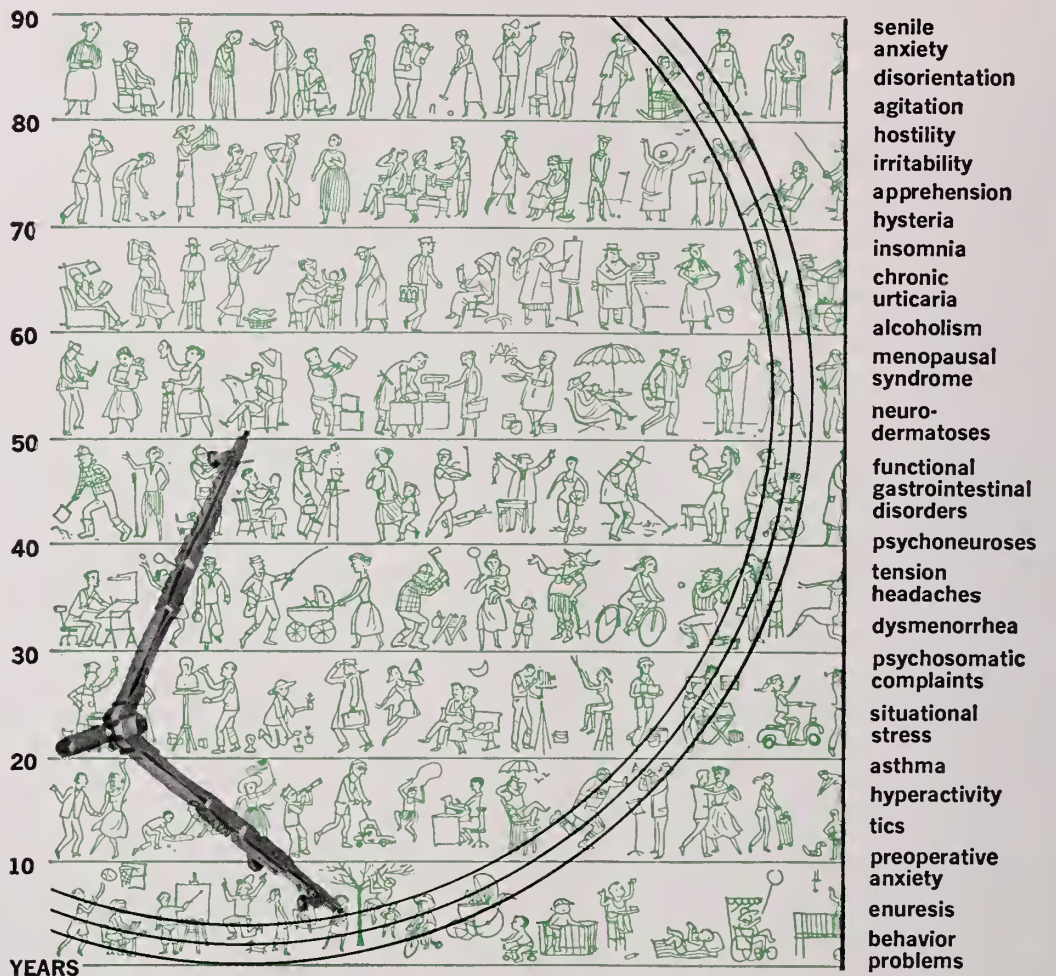 90
80
70
60
50
40
30
20
10
YEARS
senile
anxiety
disorientation
agitation
hostility
irritability
apprehension
hysteria
insomnia
chronic
urticaria
alcoholism
menopausal
syndrome
neuro-
dermatoses
functional
gastrointestinal
disorders
psychoneuroses
tension
headaches
dysmenorrhea
psychosomatic
complaints
situational
stress
asthma
hyperactivity
tics
preoperative
anxiety
enuresis
behavior
problems
C